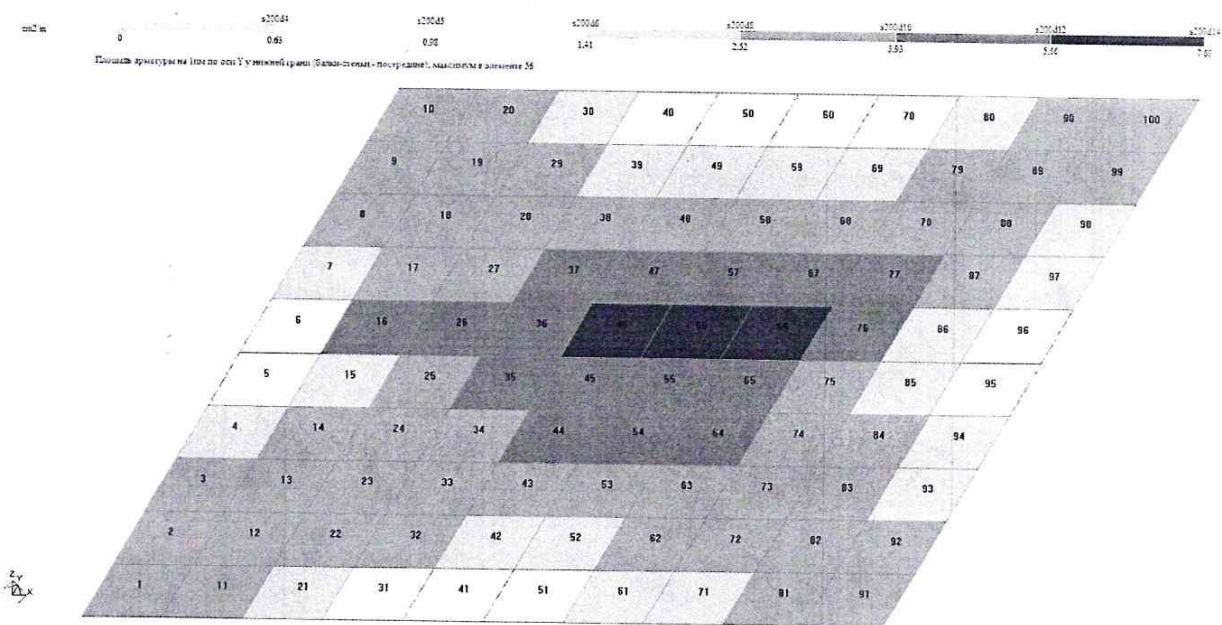 s200d4 s200d5 s200d6 s200d8 s200d10 s200d12 s200d14
cm2/m 0 0.63 0.98 1.41 2.52 3.93 5.66
Площадь арматуры на 1пм по оси Y у нижней грани (балки-стенки - посередине), максимум в элементе 56
10 20 30 40 50 60 70 80 90 100
9 19 29 39 49 59 69 79 89 99
8 18 28 38 48 58 68 78 88 98
7 17 27 37 47 57 67 77 87 97
6 16 26 36 76 86 96
5 15 25 35 45 55 65 75 85 95
4 14 24 34 44 54 64 74 84 94
3 13 23 33 43 53 63 73 83 93
2 12 22 32 42 52 62 72 82 92
1 11 21 31 41 51 61 71 81 91
Z Y X